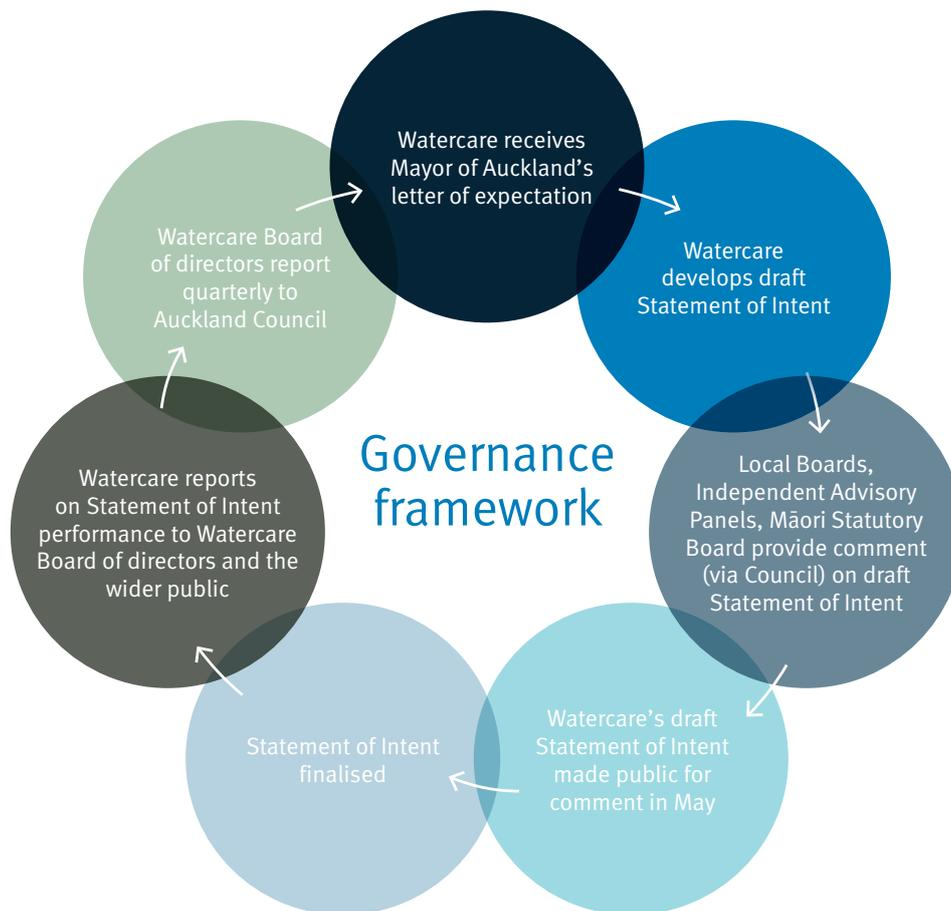 Watercare receives
Mayor of Auckland's
letter of expectation
Watercare
develops draft
Statement of Intent
Local Boards,
Independent Advisory
Panels, Māori Statutory
Board provide comment
(via Council) on draft
Statement of Intent
Watercare's draft
Statement of Intent
made public for
comment in May
Statement of Intent
finalised
Watercare reports
on Statement of Intent
performance to Watercare
Board of directors and the
wider public
Watercare Board
of directors report
quarterly to
Auckland Council
Governance
framework